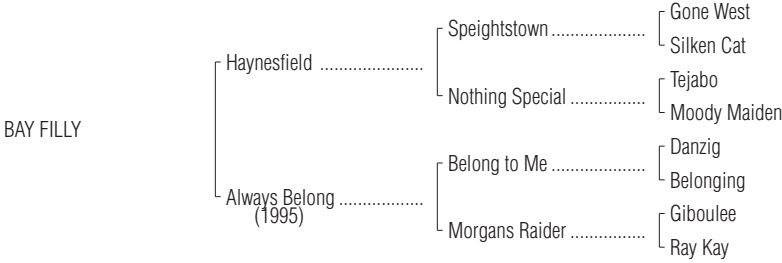 Gone West
Speightstown ....................
Silken Cat
Haynesfield ......................
Tejabo
Nothing Special ................
Moody Maiden
BAY FILLY
Danzig
Belong to Me ....................
Belonging
Always Belong ..................
(1995)
Giboulee
Morgans Raider ................
Ray Kay